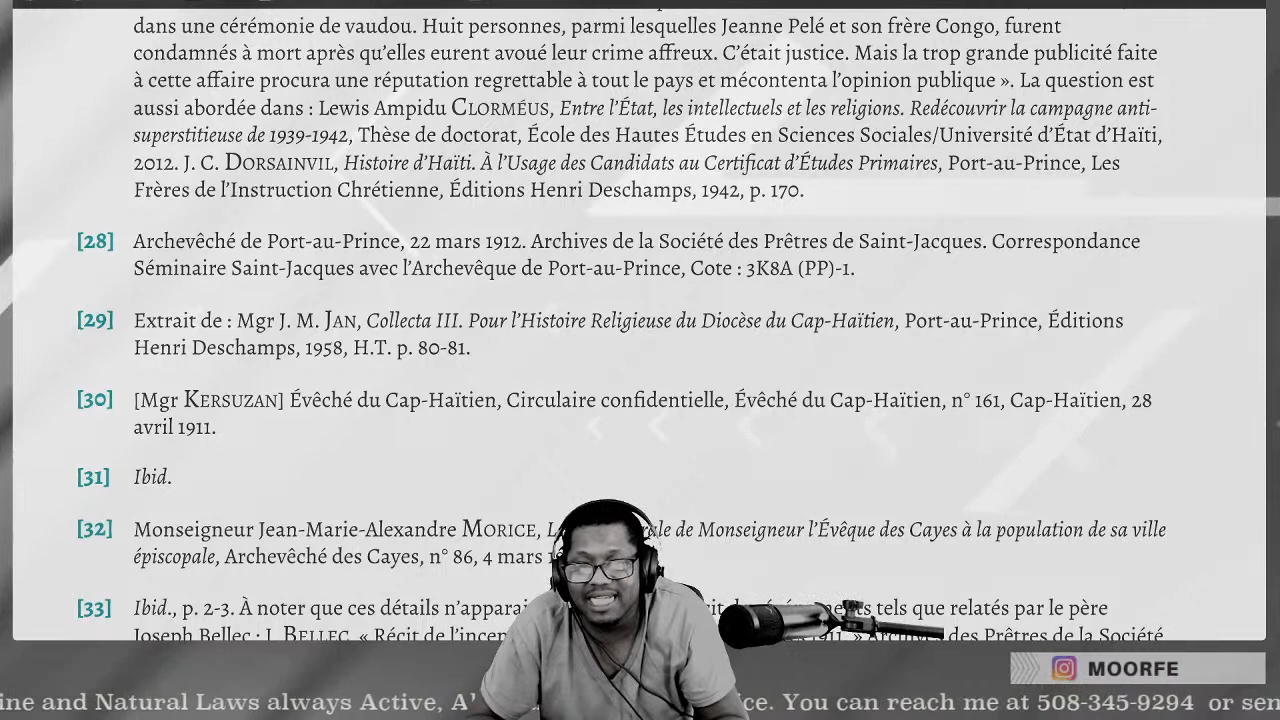 dans une cérémonie de vaudou. Huit personnes, parmi lesquelles Jeanne Pelé et son frère Congo, furent
condamnés à mort après qu’elles eurent avoué leur crime affreux. C’était justice. Mais la trop grande publicité faite
à cette affaire procura une réputation regrettable à tout le pays et mécontenta l’opinion publique ». La question est
aussi abordée dans : Lewis Ampidu CLORMÉUS, Entre l’État, les intellectuels et les religions. Redécouvrir la campagne anti-
superstitieuse de 1939-1942, Thèse de doctorat, École des Hautes Études en Sciences Sociales/Université d’État d’Haïti,
2012. J. C. DORSAINVIL, Histoire d’Haïti. À l’Usage des Candidats au Certificat d’Études Primaires, Port-au-Prince, Les
Frères de l’Instruction Chrétienne, Éditions Henri Deschamps, 1942, p. 170.
[28] Archevêché de Port-au-Prince, 22 mars 1912. Archives de la Société des Prêtres de Saint-Jacques. Correspondance
Séminaire Saint-Jacques avec l’Archevêque de Port-au-Prince, Cote : 3K8A (PP)-1.
[29] Extrait de : Mgr J. M. JAN, Collecta III. Pour l’Histoire Religieuse du Diocèse du Cap-Haïtien, Port-au-Prince, Éditions
Henri Deschamps, 1958, H.T. p. 80-81.
[30] [Mgr KERSUZAN] Évêché du Cap-Haïtien, Circulaire confidentielle, Évêché du Cap-Haïtien, n° 161, Cap-Haïtien, 28
avril 1911.
[31] Ibid.
[32] Monseigneur Jean-Marie-Alexandre MORICE, de Monseigneur l’Évêque des Cayes à la population de sa ville
épiscopale, Archevêché des Cayes, n° 86, 4 mars
[33] Ibid., p. 2-3. À noter que ces détails tels que relatés par le père
Joseph Bellec : J. BELLEC, « Récit de des Prêtres de la Société
MOORFE
and Natural Laws always Active, You can reach me at 508-345-9294 or